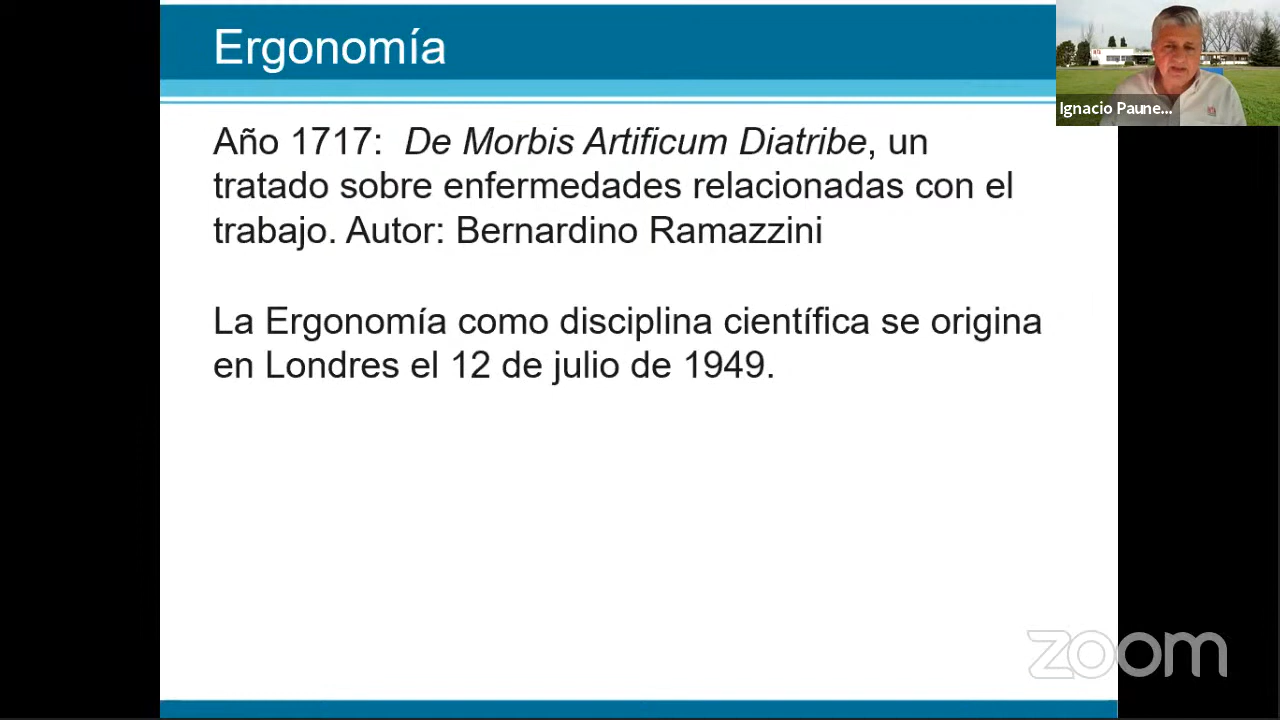 Ergonomía
Ignacio Paune...
Año 1717: De Morbis Artificum Diatribe, un
tratado sobre enfermedades relacionadas con el
trabajo. Autor: Bernardino Ramazzini
La Ergonomía como disciplina científica se origina
en Londres el 12 de julio de 1949.
zoom